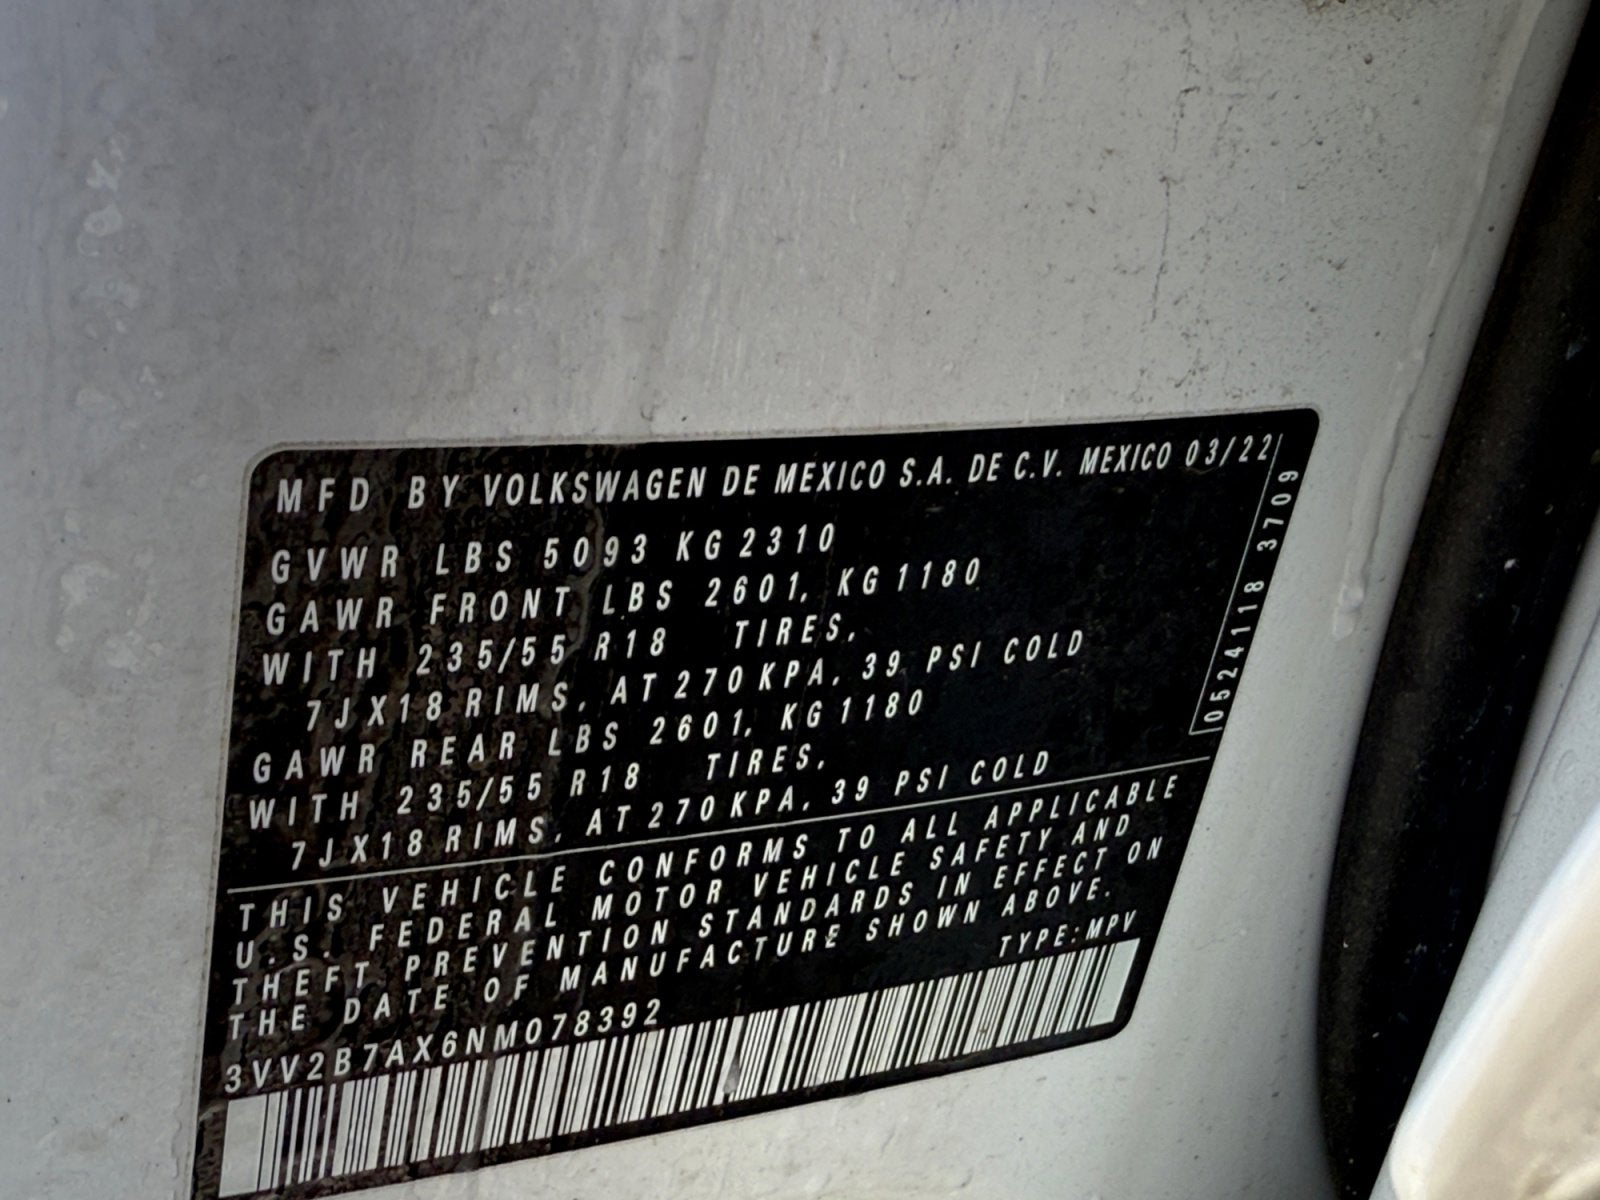 MFD BY VOLKSWAGEN DE MEXICO S.A. DE C.V. MEXICO 03/22
GVWR LBS 5093 KG 2310
GAWR FRONT LBS 2601, KG 1180
WITH 235/55 R18 TIRES,
7JX18 RIMS, AT 270 KPA, 39 PSI COLD
GAWR REAR LBS 2601, KG 1180
WITH 235/55 R18 TIRES,
7JX18 RIMS, AT 270 KPA, 39 PSI COLD
0524118 3709
THIS VEHICLE CONFORMS TO ALL APPLICABLE
U.S. FEDERAL MOTOR VEHICLE SAFETY AND
THEFT PREVENTION STANDARDS IN EFFECT ON
THE DATE OF MANUFACTURE SHOWN ABOVE.
TYPE: MPV
3VV2B7AX6NM078392